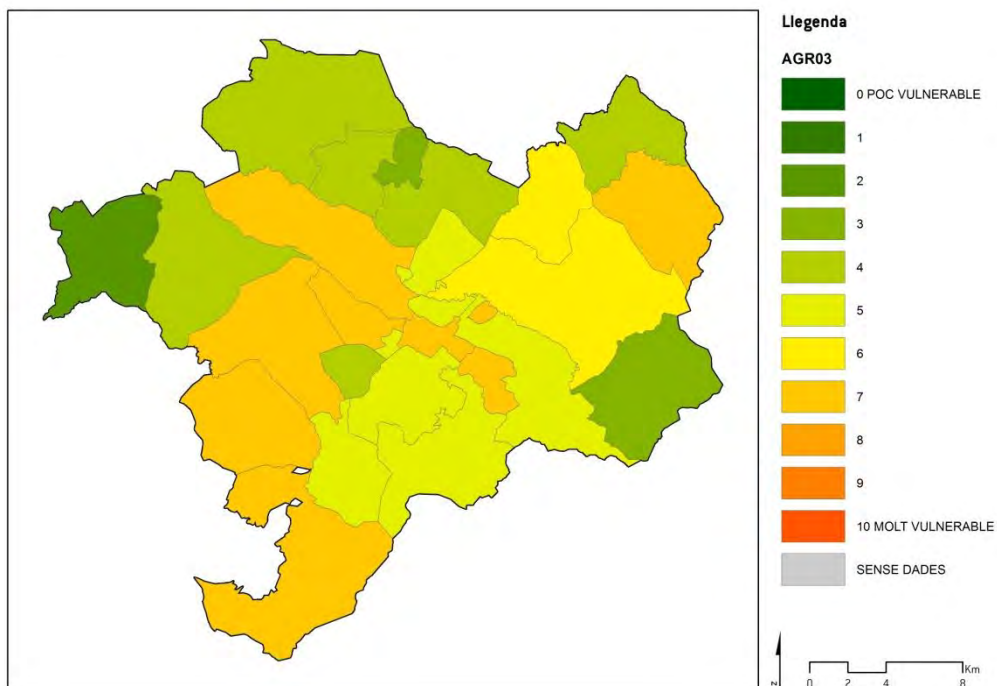 Llegenda
AGR03
0 POC VULNERABLE
1
2
3
4
5
6
7
8
9
10 MOLT VULNERABLE
SENSE DADES
Km
0 2 4 8
N